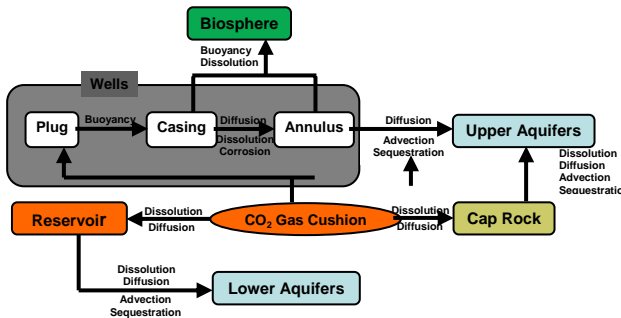 Biosphere
Buoyancy
Dissolution
Wells
Plug
Buoyancy
Casing
Diffusion
Dissolution
Corrosion
Annulus
Diffusion
Advection
Sequestration
Upper Aquifers
Dissolution
Diffusion
Advection
Sequestratio
Reservoir
Dissolution
Diffusion
CO₂ Gas Cushion
Dissolution
Diffusion
Cap Rock
Dissolution
Diffusion
Advection
Sequestration
Lower Aquifers